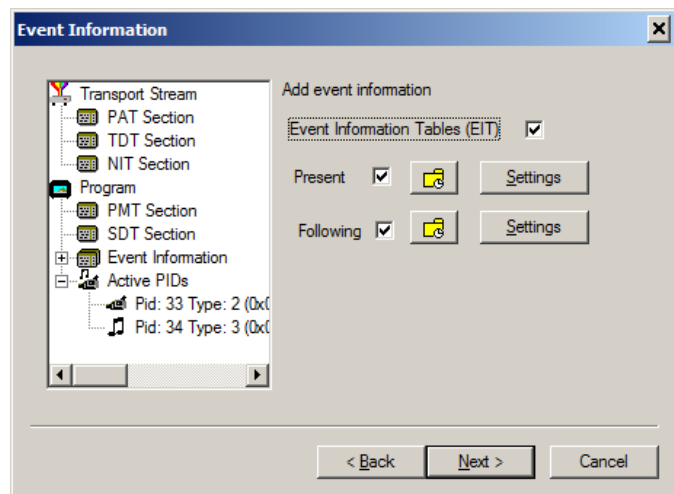 Event Information
Transport Stream
PAT Section
TDT Section
NIT Section
Program
PMT Section
SDT Section
Event Information
Active PIDs
Pid: 33 Type: 2 (0x0
Pid: 34 Type: 3 (0x0
Add event information
Event Information Tables (EIT)
Present
Settings
Following
Settings
< Back
Next >
Cancel